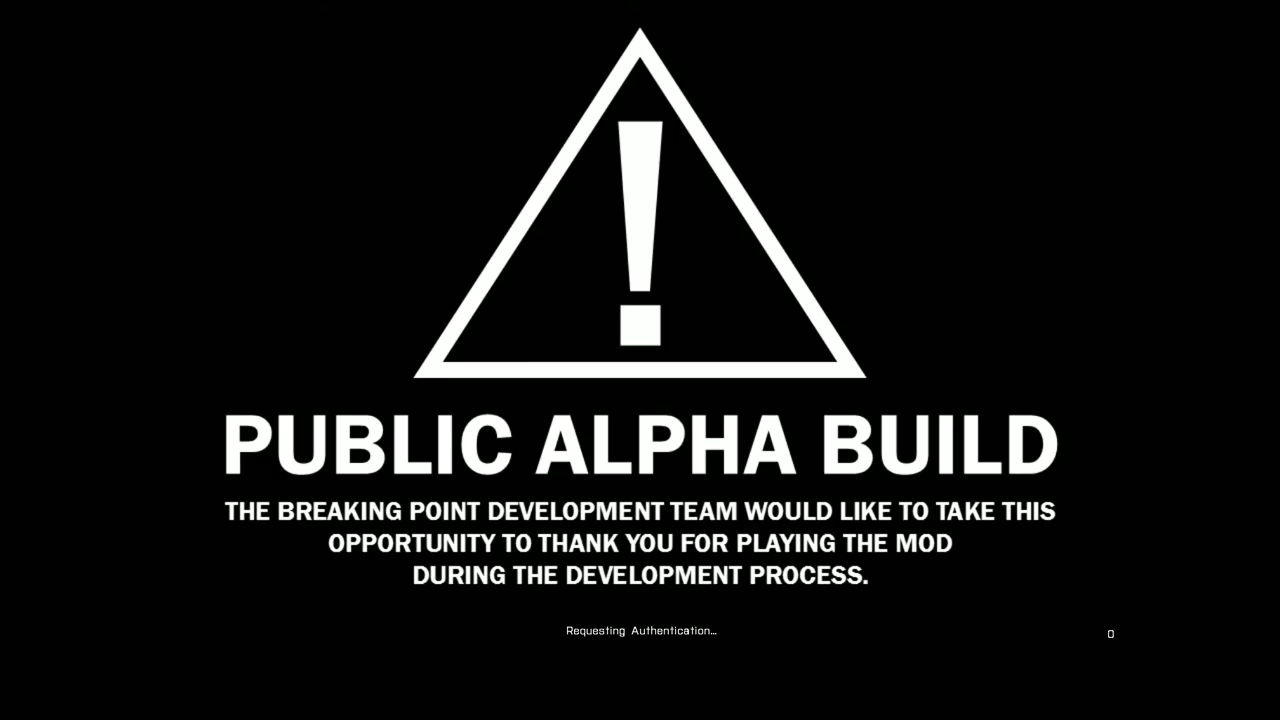 !
PUBLIC ALPHA BUILD
THE BREAKING POINT DEVELOPMENT TEAM WOULD LIKE TO TAKE THIS
OPPORTUNITY TO THANK YOU FOR PLAYING THE MOD
DURING THE DEVELOPMENT PROCESS.
Requesting Authentication...
0